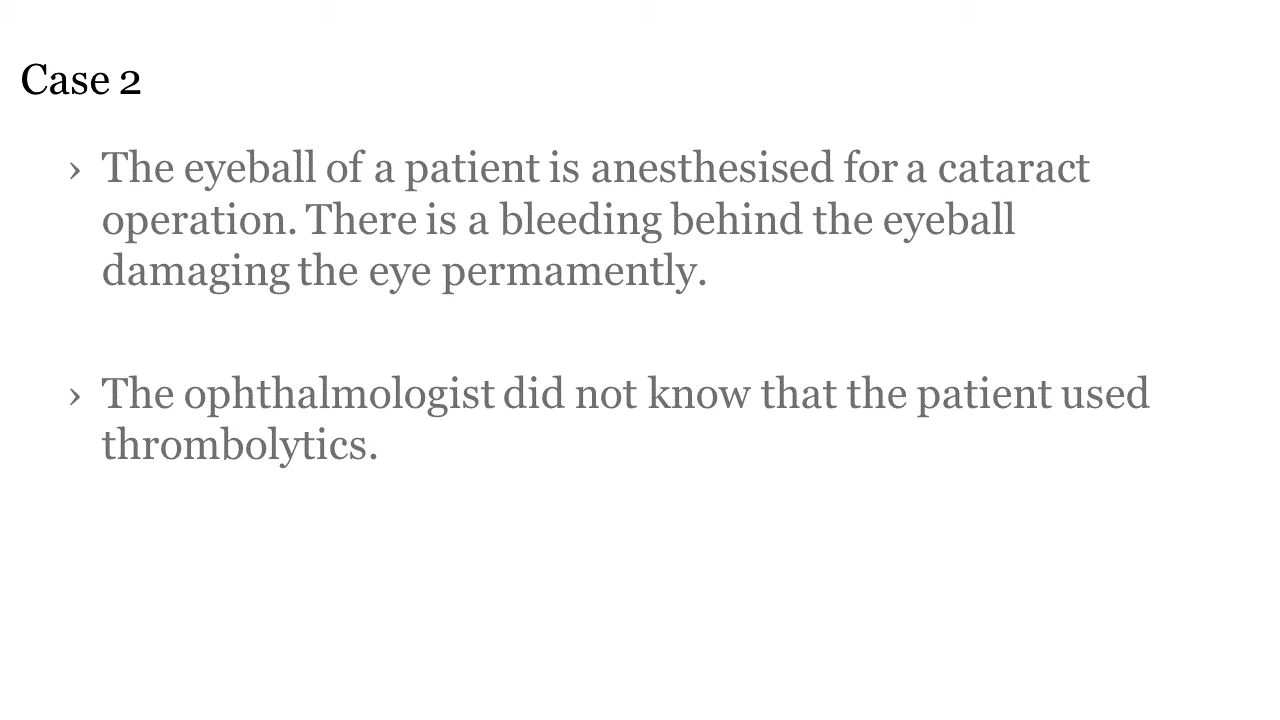 Case 2
› The eyeball of a patient is anesthesised for a cataract
operation. There is a bleeding behind the eyeball
damaging the eye permamently.
› The ophthalmologist did not know that the patient used
thrombolytics.